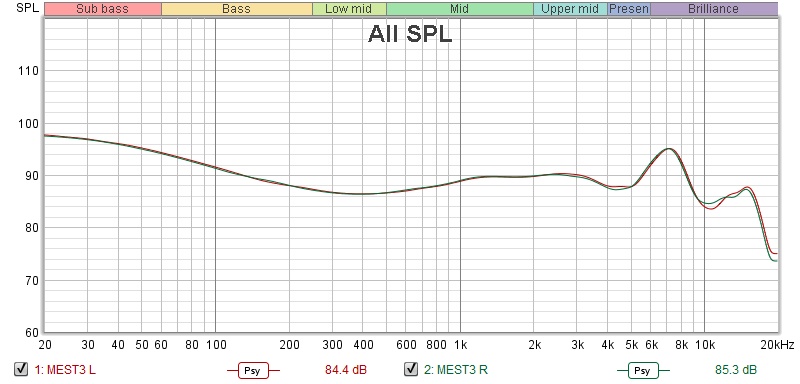 SPL Sub bass Bass Low mid Mid Upper mid Presen Brilliance
All SPL
110
100
90
80
70
60
20 30 40 50 60 80 100 200 300 400 600 800 1k 2k 3k 4k 5k 6k 8k 10k 20kHz
1: MEST3 L Psy 84.4 dB 2: MEST3 R Psy 85.3 dB